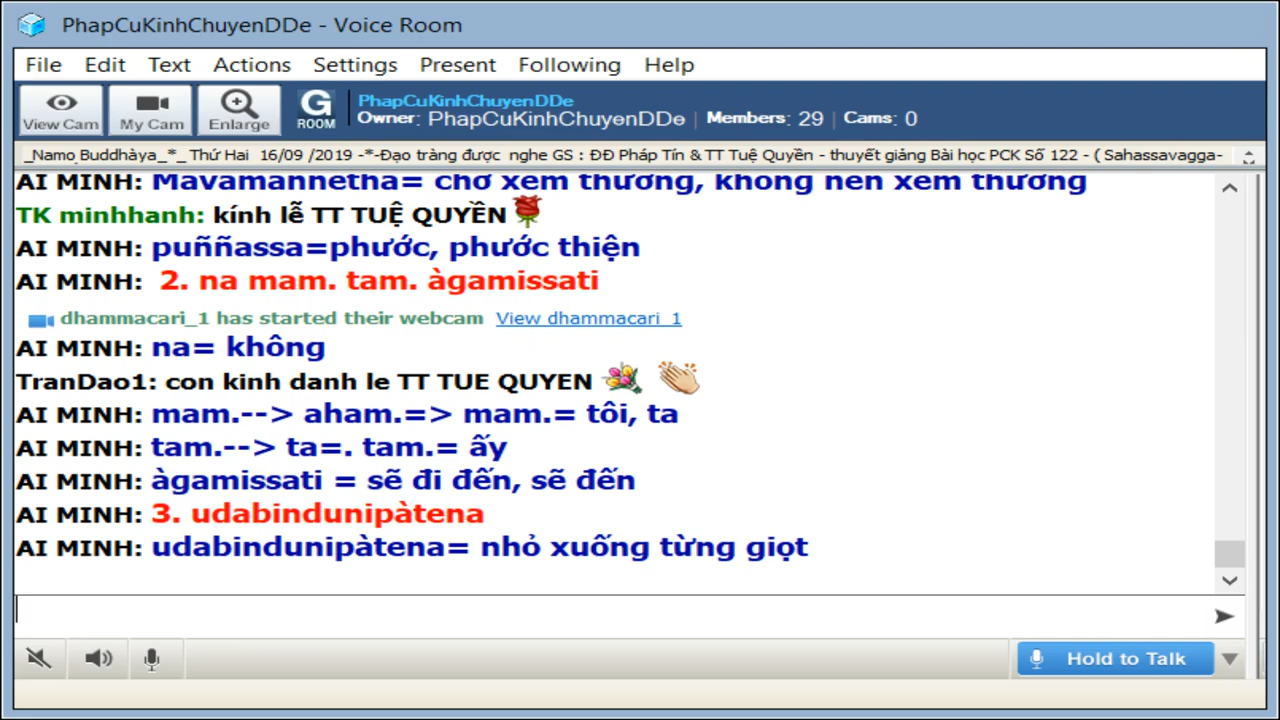 PhapCuKinhChuyenDDe - Voice Room
File Edit Text Actions Settings Present Following Help
View Cam My Cam Enlarge G ROOM PhapCuKinhChuyenDDe
Owner: PhapCuKinhChuyenDDe | Members: 29 | Cams: 0
_Namo_Buddhàya_*_ Thứ Hai 16/09 /2019 -*-Đạo tràng được nghe GS : ĐĐ Pháp Tín & TT Tuệ Quyền - thuyết giảng Bài học PCK Số 122 - ( Sahassavagga-
AI MINH: Mavamannetha= chớ xem thường, không nên xem thường
TK minhhanh: kính lễ TT TUỆ QUYỀN
AI MINH: puññassa=phước, phước thiện
AI MINH: 2. na mam. tam. àgamissati
dhammacari_1 has started their webcam View dhammacari_1
AI MINH: na= không
TranDao1: con kinh danh le TT TUE QUYEN
AI MINH: mam.--> aham.=> mam.= tôi, ta
AI MINH: tam.--> ta=. tam.= ấy
AI MINH: àgamissati = sẽ đi đến, sẽ đến
AI MINH: 3. udabindunipàtena
AI MINH: udabindunipàtena= nhỏ xuống từng giọt
Hold to Talk